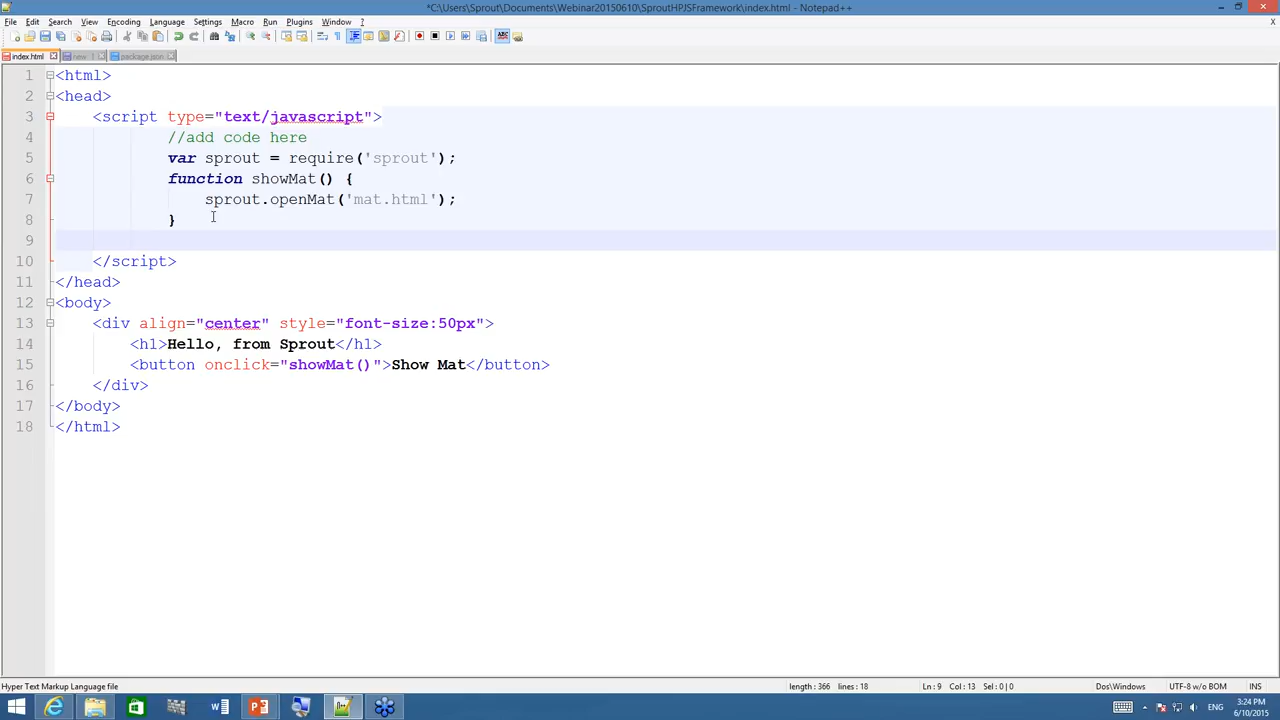 *C:\Users\Sprout\Documents\Webinar20150610\SproutHPJSFramework\index.html - Notepad++
File Edit Search View Encoding Language Settings Macro Run Plugins Window ? X
index.html new 1 package.json
1 <html>
2 <head>
3 <script type="text/javascript">
4 //add code here
5 var sprout = require('sprout');
6 function showMat() {
7 sprout.openMat('mat.html');
8 }
9
10 </script>
11 </head>
12 <body>
13 <div align="center" style="font-size:50px">
14 <h1>Hello, from Sprout</h1>
15 <button onclick="showMat()">Show Mat</button>
16 </div>
17 </body>
18 </html>
Hyper Text Markup Language file length : 366 lines : 18 Ln : 9 Col : 13 Sel : 0 | 0 Dos\Windows UTF-8 w/o BOM INS
ENG 3:24 PM
6/10/2015